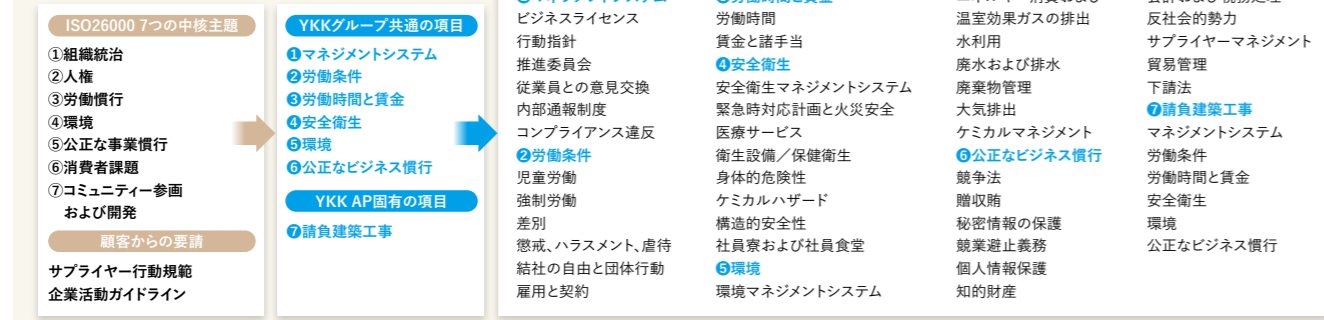 ISO26000 7つの中核主題
①組織統治
②人権
③労働慣行
④環境
⑤公正な事業慣行
⑥消費者課題
⑦コミュニティー参画
および開発
顧客からの要請
サプライヤー行動規範
企業活動ガイドライン
YKKグループ共通の項目
❶マネジメントシステム
❷労働条件
❸労働時間と賃金
❹安全衛生
❺環境
❻公正なビジネス慣行
YKK AP固有の項目
❼請負建築工事
ビジネスライセンス
行動指針
推進委員会
従業員との意見交換
内部通報制度
コンプライアンス違反
❷労働条件
児童労働
強制労働
差別
懲戒、ハラスメント、虐待
結社の自由と団体行動
雇用と契約
労働時間
賃金と諸手当
❹安全衛生
安全衛生マネジメントシステム
緊急時対応計画と火災安全
医療サービス
衛生設備／保健衛生
身体的危険性
ケミカルハザード
構造的安全性
社員寮および社員食堂
❺環境
環境マネジメントシステム
温室効果ガスの排出
水利用
廃水および排水
廃棄物管理
大気排出
ケミカルマネジメント
❻公正なビジネス慣行
競争法
贈収賄
秘密情報の保護
競業避止義務
個人情報保護
知的財産
反社会的勢力
サプライヤーマネジメント
貿易管理
下請法
❼請負建築工事
マネジメントシステム
労働条件
労働時間と賃金
安全衛生
環境
公正なビジネス慣行